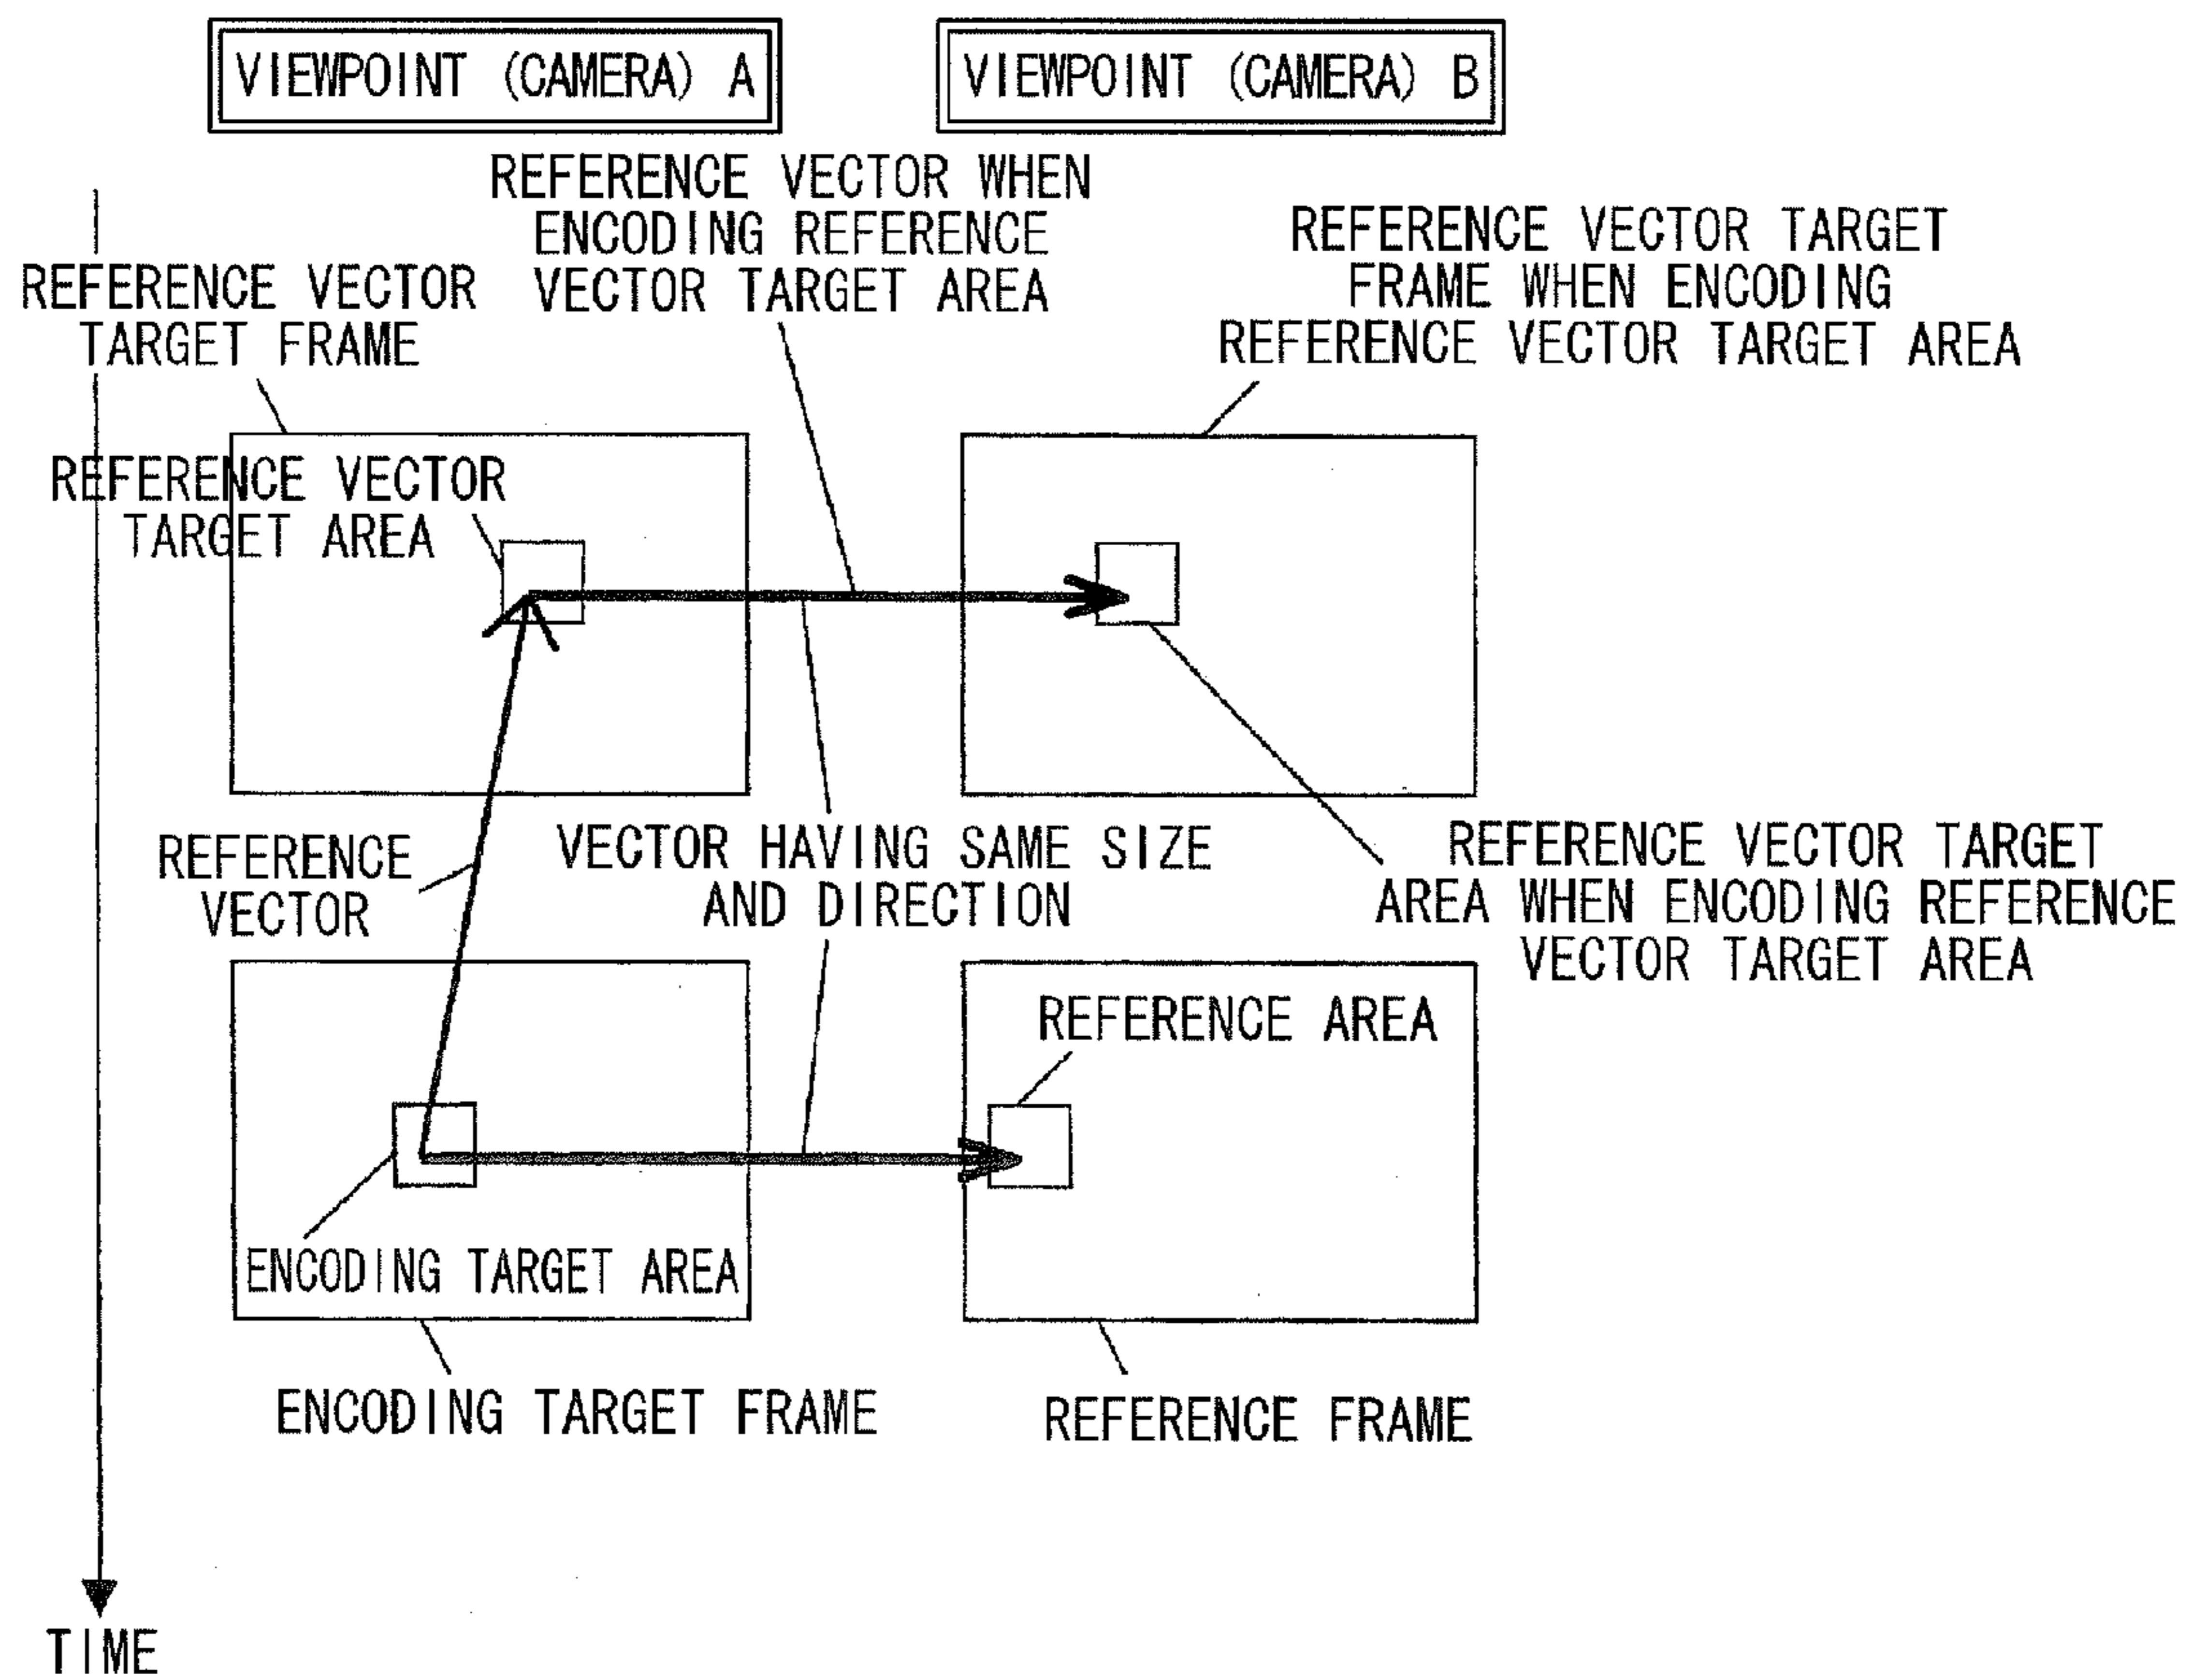 VIEWPOINT (CAMERA) A
VIEWPOINT (CAMERA) B
REFERENCE VECTOR WHEN
ENCODING REFERENCE
VECTOR TARGET AREA
REFERENCE VECTOR TARGET
FRAME WHEN ENCODING
REFERENCE VECTOR TARGET AREA
REFERENCE VECTOR
TARGET FRAME
REFERENCE VECTOR
TARGET AREA
REFERENCE
VECTOR
VECTOR HAVING SAME SIZE
AND DIRECTION
REFERENCE VECTOR TARGET
AREA WHEN ENCODING REFERENCE
VECTOR TARGET AREA
REFERENCE AREA
ENCODING TARGET AREA
ENCODING TARGET FRAME
REFERENCE FRAME
TIME